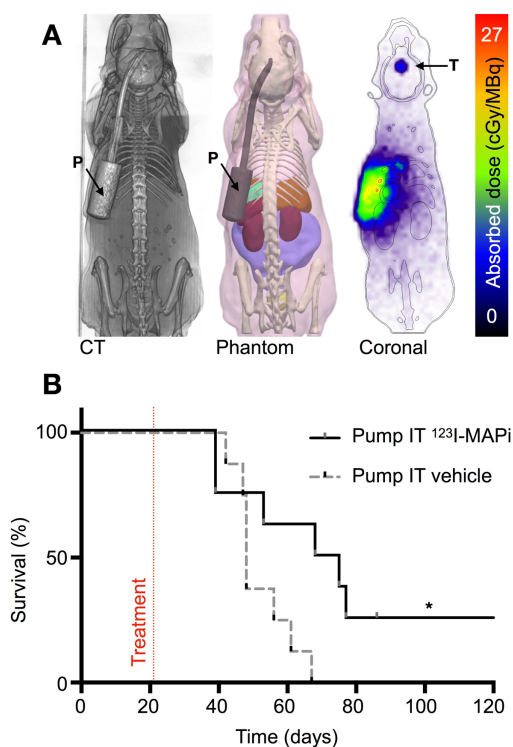 A
P
P
T
27
Absorbed dose (cGy/MBq)
0
CT
Phantom
Coronal
B
100
50
0
Survival (%)
Treatment
Pump IT ¹²³I-MAPi
Pump IT vehicle
*
0
20
40
60
80
100
120
Time (days)